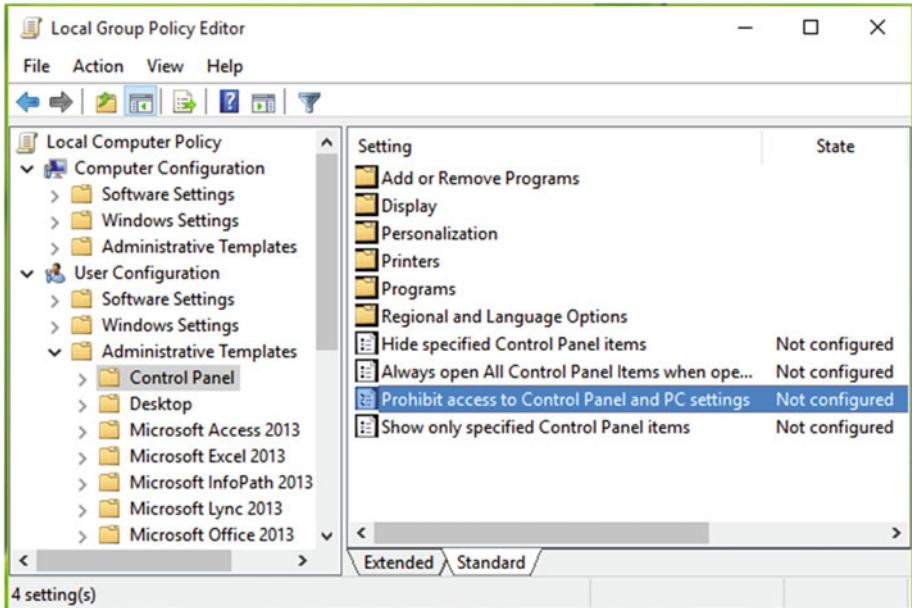 Local Group Policy Editor
File Action View Help
Local Computer Policy
Computer Configuration
Software Settings
Windows Settings
Administrative Templates
User Configuration
Software Settings
Windows Settings
Administrative Templates
Control Panel
Desktop
Microsoft Access 2013
Microsoft Excel 2013
Microsoft InfoPath 2013
Microsoft Lync 2013
Microsoft Office 2013
Setting State
Add or Remove Programs
Display
Personalization
Printers
Programs
Regional and Language Options
Hide specified Control Panel items Not configured
Always open All Control Panel Items when ope... Not configured
Prohibit access to Control Panel and PC settings Not configured
Show only specified Control Panel items Not configured
Extended Standard
4 setting(s)